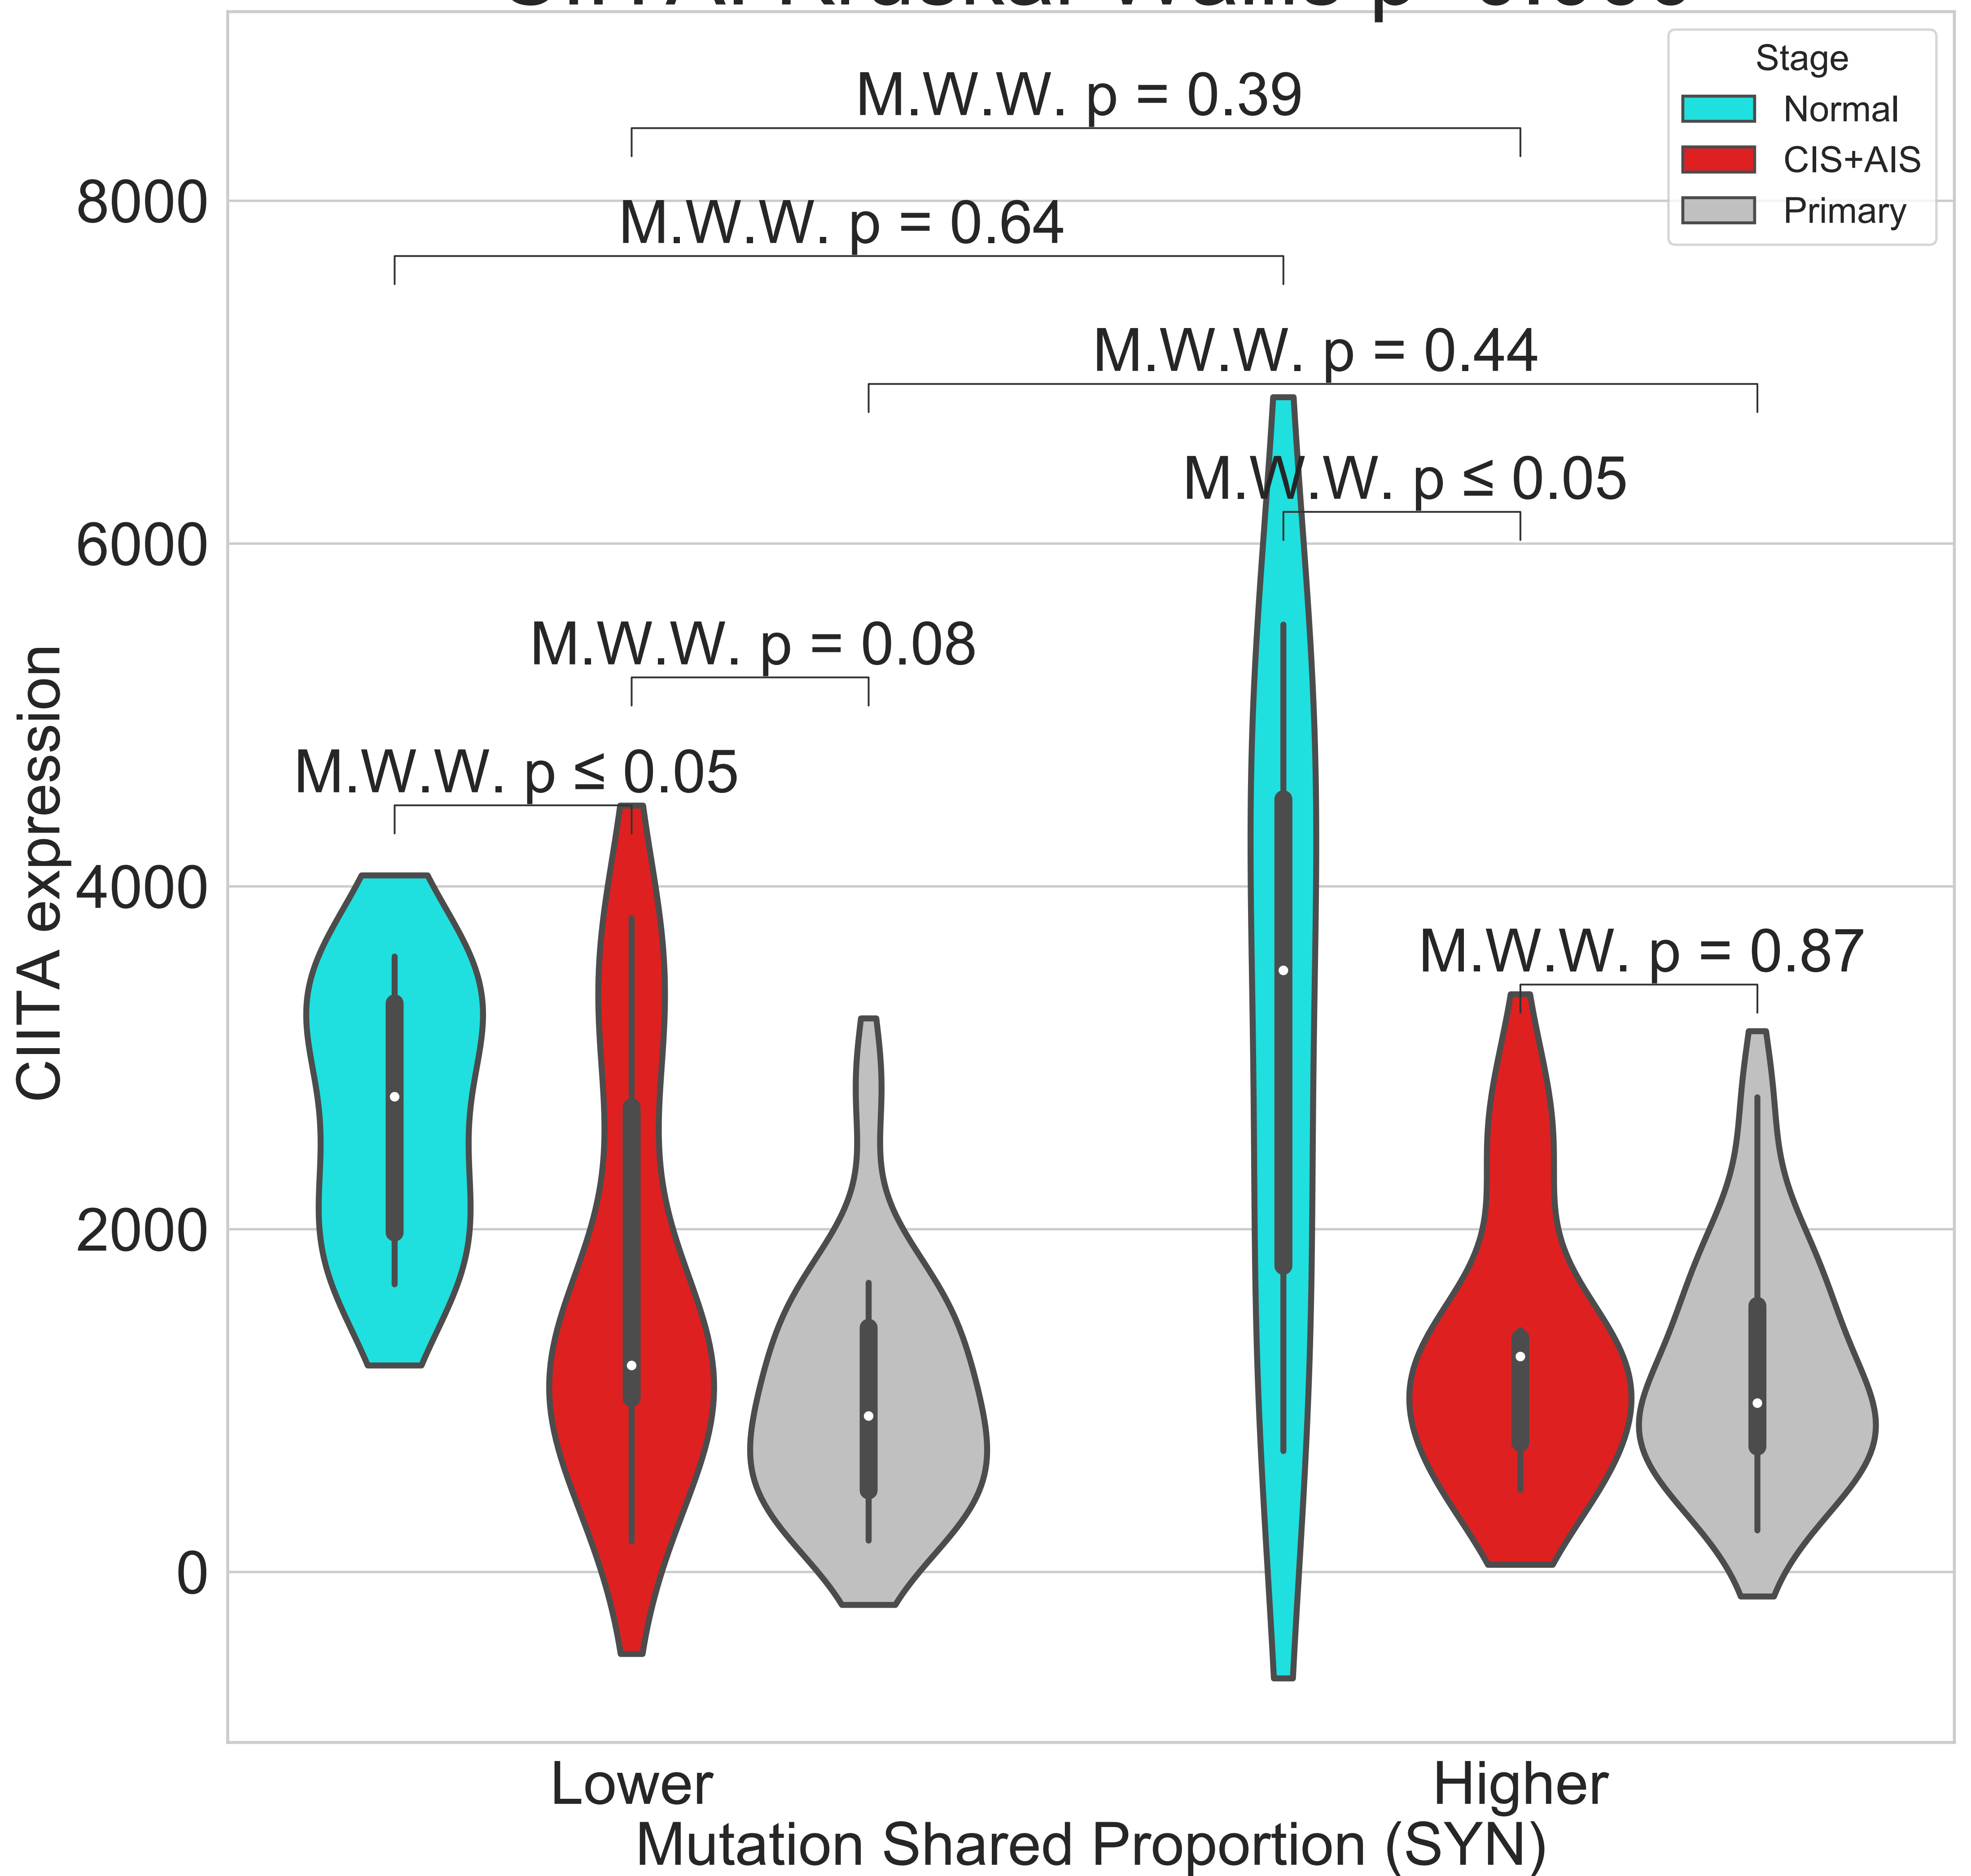 Stage
Normal
CIS+AIS
Primary
M.W.W. p = 0.39
M.W.W. p = 0.64
M.W.W. p = 0.44
M.W.W. p ≤ 0.05
M.W.W. p = 0.08
M.W.W. p ≤ 0.05
M.W.W. p = 0.87
8000
6000
4000
2000
0
CIITA expression
Lower
Higher
Mutation Shared Proportion (SYN)